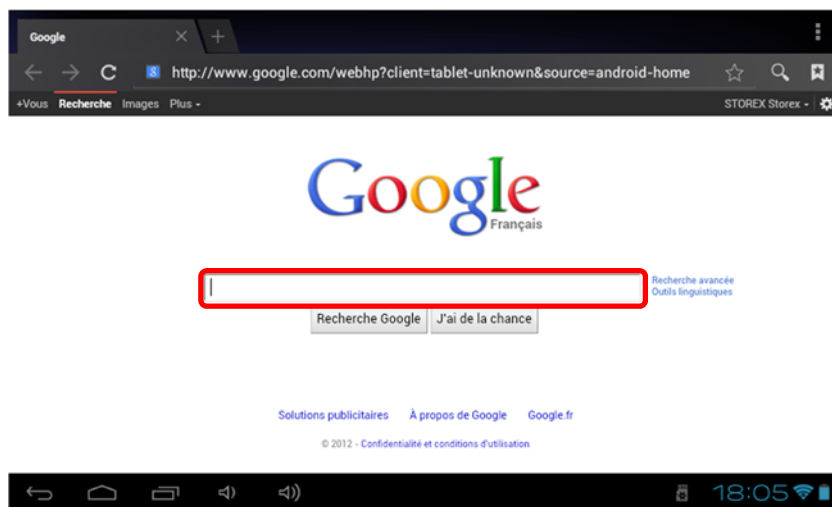 Google
http://www.google.com/webhp?client=tablet-unknown&source=android-home
+Vous Recherche Images Plus STOREX Storex
Google
Français
Recherche avancée
Outils linguistiques
Recherche Google J'ai de la chance
Solutions publicitaires À propos de Google Google.fr
© 2012 - Confidentialité et conditions d'utilisation
18:05